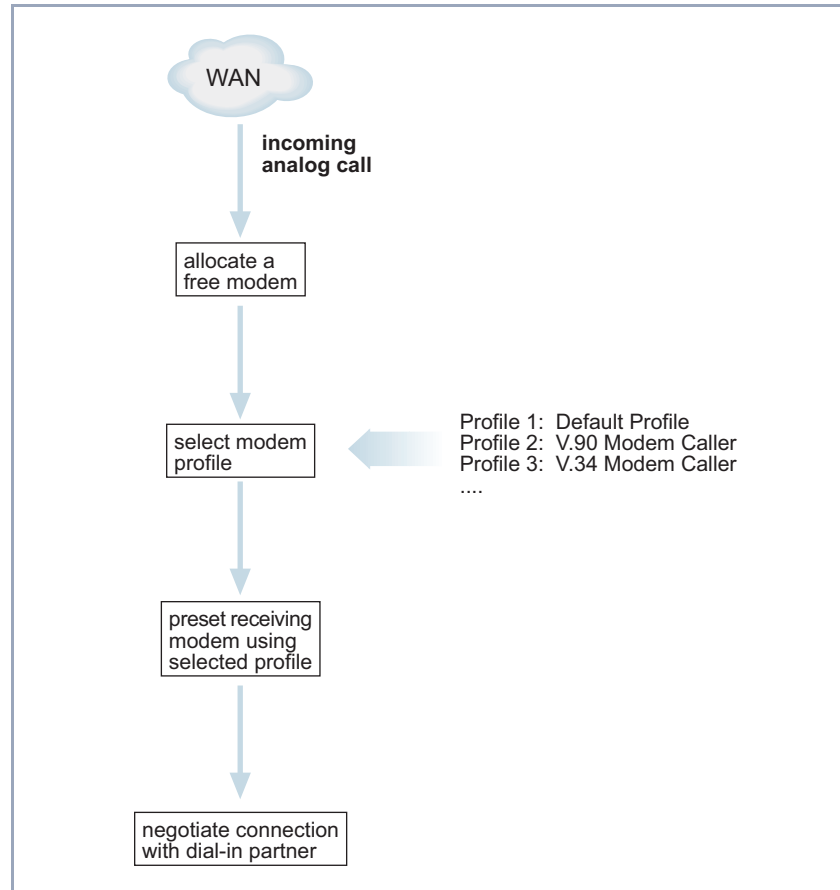 WAN
incoming
analog call
allocate a
free modem
select modem
profile
Profile 1: Default Profile
Profile 2: V.90 Modem Caller
Profile 3: V.34 Modem Caller
....
preset receiving
modem using
selected profile
negotiate connection
with dial-in partner